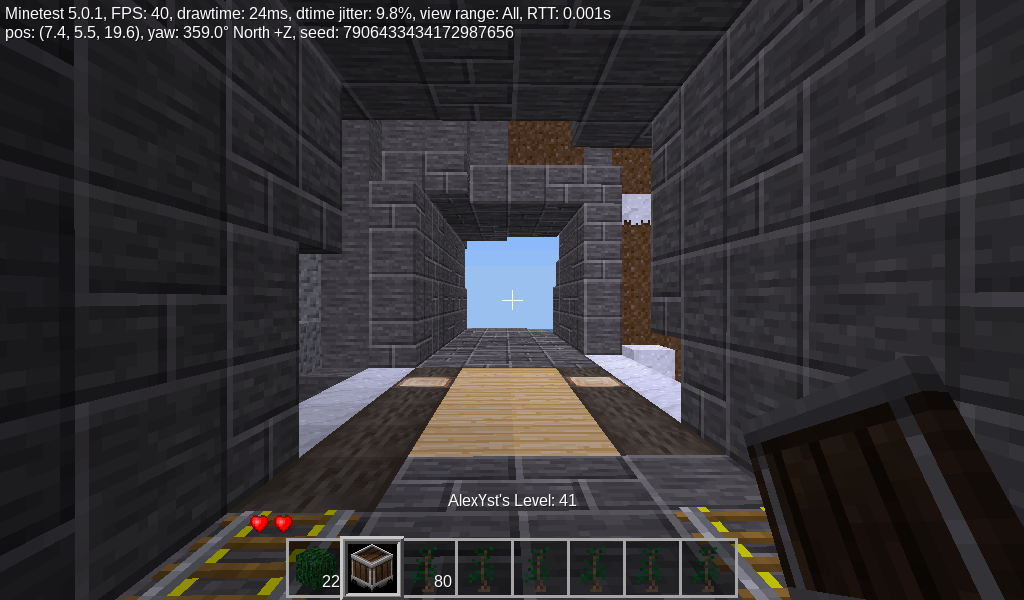 Minetest 5.0.1, FPS: 40, drawtime: 24ms, dtime jitter: 9.8%, view range: All, RTT: 0.001s
pos: (7.4, 5.5, 19.6), yaw: 359.0° North +Z, seed: 7906433434172987656
AlexYst's Level: 41
22 80